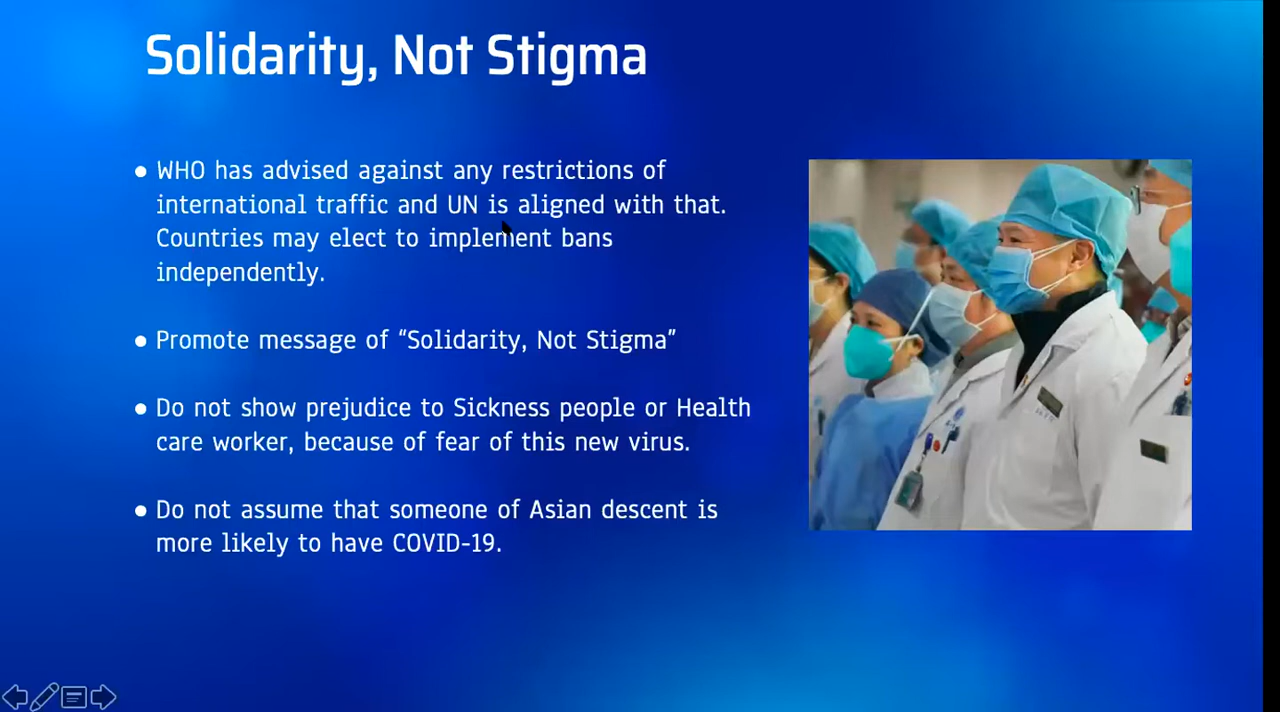 Solidarity, Not Stigma
● WHO has advised against any restrictions of
international traffic and UN is aligned with that.
Countries may elect to implement bans
independently.
● Promote message of “Solidarity, Not Stigma”
● Do not show prejudice to Sickness people or Health
care worker, because of fear of this new virus.
● Do not assume that someone of Asian descent is
more likely to have COVID-19.